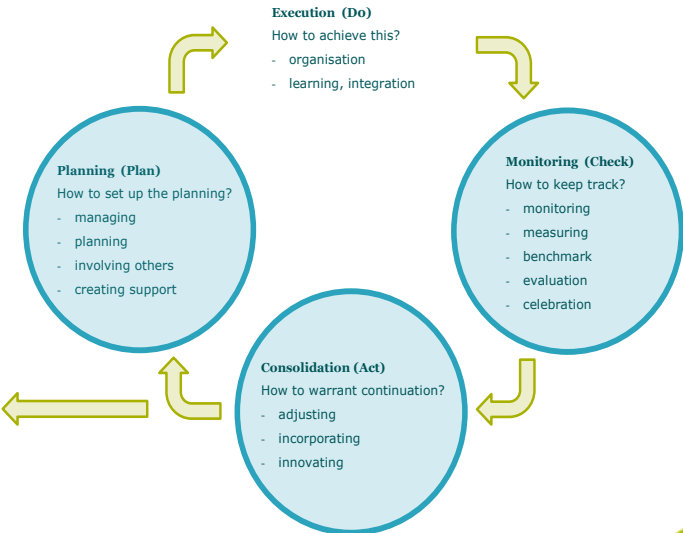 Execution (Do)
How to achieve this?
- organisation
- learning, integration
Planning (Plan)
How to set up the planning?
- managing
- planning
- involving others
- creating support
Monitoring (Check)
How to keep track?
- monitoring
- measuring
- benchmark
- evaluation
- celebration
Consolidation (Act)
How to warrant continuation?
- adjusting
- incorporating
- innovating